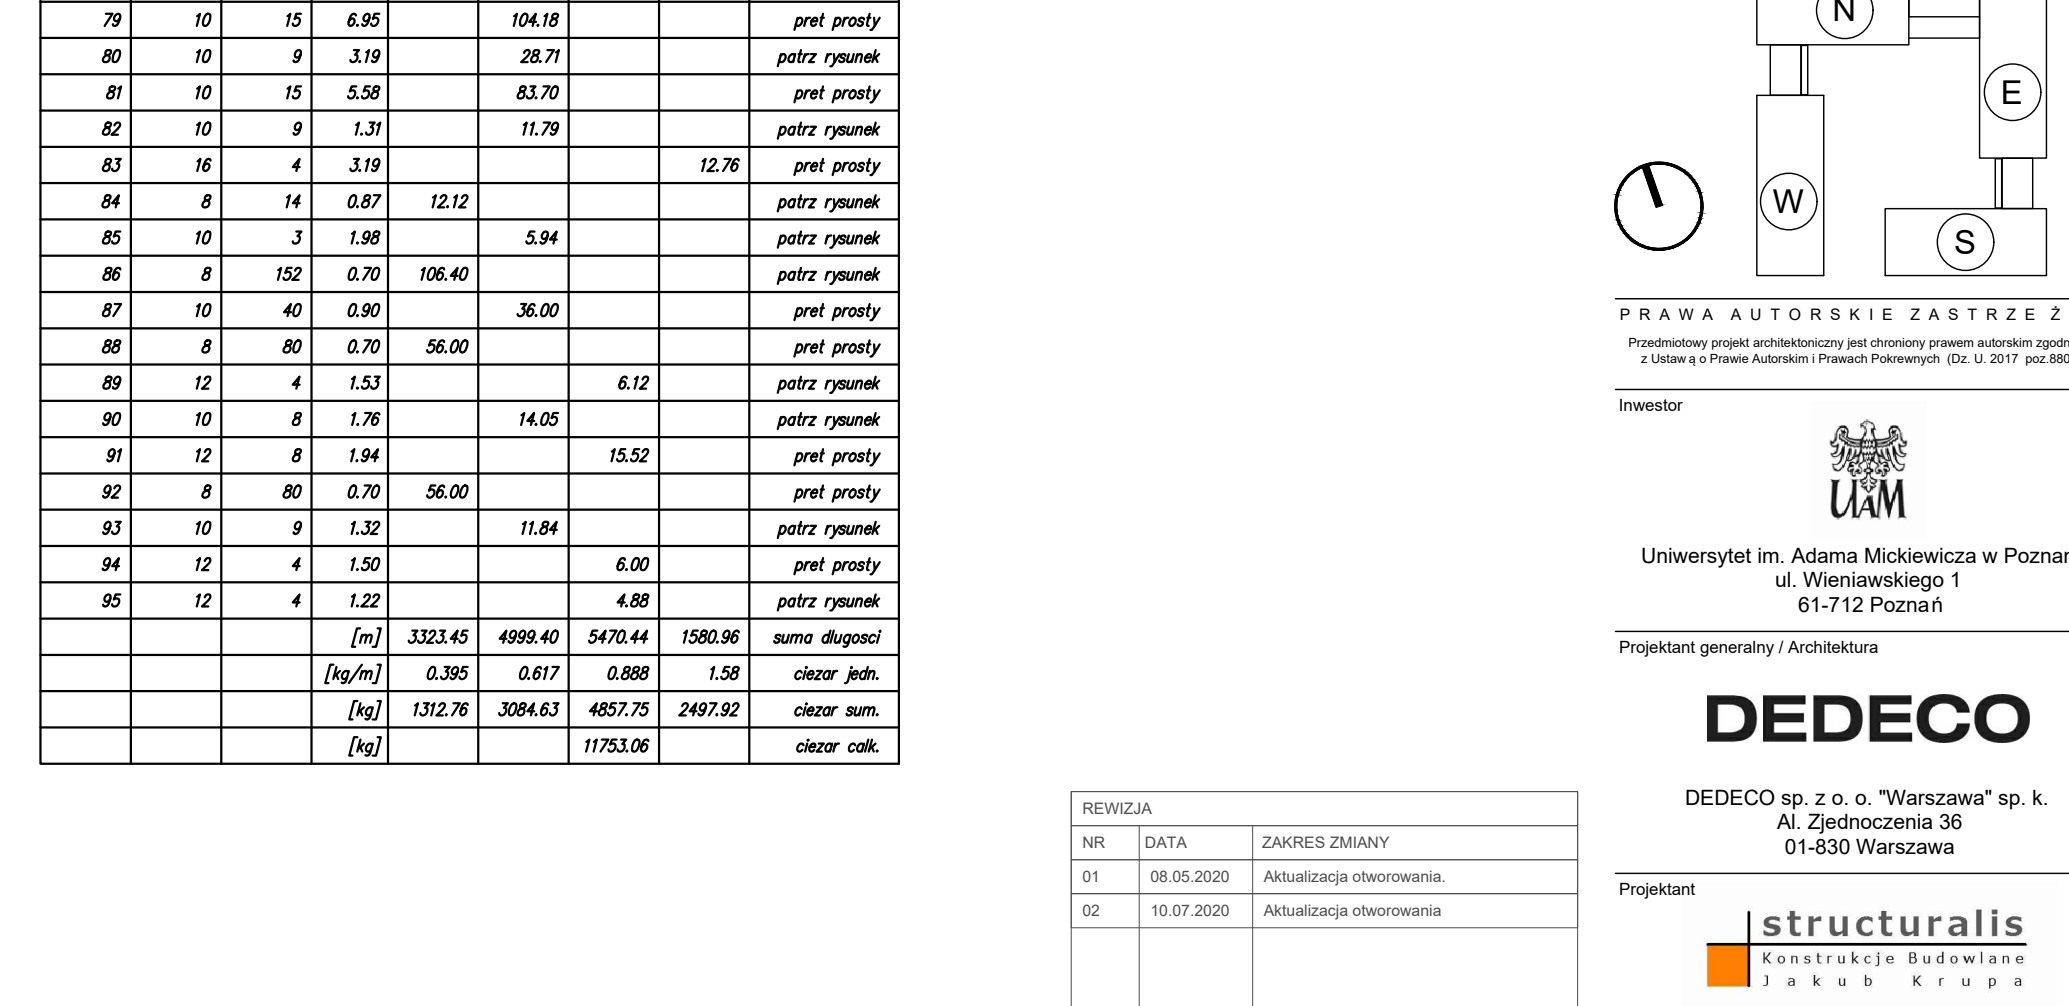 79 10 15 6.95 104.18 pret prosty
80 10 9 3.19 28.71 patrz rysunek
81 10 15 5.58 83.70 pret prosty
82 10 9 1.31 11.79 patrz rysunek
83 16 4 3.19 12.76 pret prosty
84 8 14 0.87 12.12 patrz rysunek
85 10 3 1.98 5.94 patrz rysunek
86 8 152 0.70 106.40 patrz rysunek
87 10 40 0.90 36.00 pret prosty
88 8 80 0.70 56.00 pret prosty
89 12 4 1.53 6.12 patrz rysunek
90 10 8 1.76 14.05 patrz rysunek
91 12 8 1.94 15.52 pret prosty
92 8 80 0.70 56.00 pret prosty
93 10 9 1.32 11.84 patrz rysunek
94 12 4 1.50 6.00 pret prosty
95 12 4 1.22 4.88 patrz rysunek
[m] 3323.45 4999.40 5470.44 1580.96 suma dlugosci
[kg/m] 0.395 0.617 0.888 1.58 ciezar jedn.
[kg] 1312.76 3084.63 4857.75 2497.92 ciezar sum.
[kg] 11753.06 ciezar calk.
REWIZJA
NR DATA ZAKRES ZMIANY
01 08.05.2020 Aktualizacja otworowania.
02 10.07.2020 Aktualizacja otworowania
N
E
W
S
PRAWA AUTORSKIE ZASTRZEŻ
Przedmiotowy projekt architektoniczny jest chroniony prawem autorskim zgodn
z Ustawą o Prawie Autorskim i Prawach Pokrewnych (Dz. U. 2017 poz.880
Inwestor
UAM
Uniwersytet im. Adama Mickiewicza w Poznan
ul. Wieniawskiego 1
61-712 Poznań
Projektant generalny / Architektura
DEDECO
DEDECO sp. z o. o. "Warszawa" sp. k.
Al. Zjednoczenia 36
01-830 Warszawa
Projektant
structuralis
Konstrukcje Budowlane
Jakub Krupa